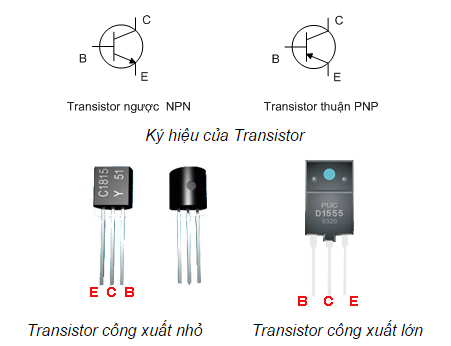 C
C
B
B
E
E
Transistor ngược NPN
Transistor thuận PNP
Ký hiệu của Transistor
C1815
Y 51
PUC
D1555
0320
E C B
B C E
Transistor công xuất nhỏ
Transistor công xuất lớn